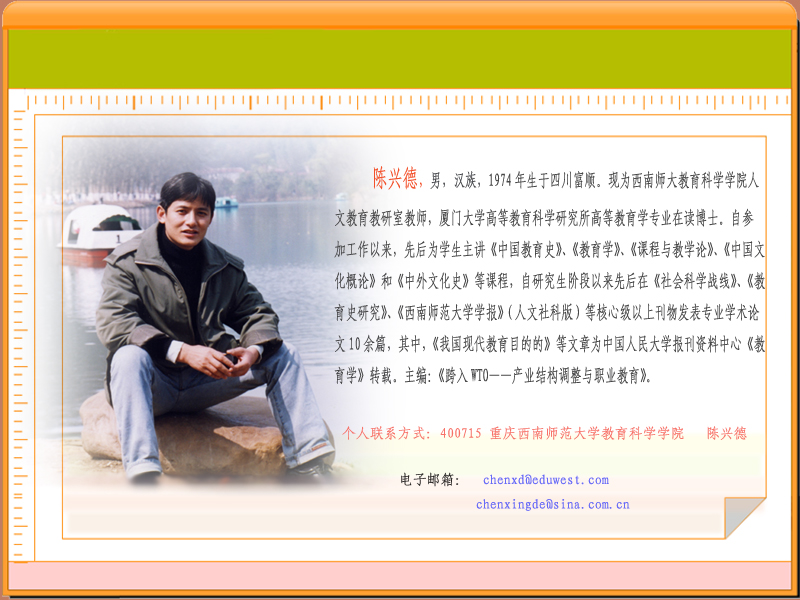 陈兴德，男，汉族，1974年生于四川富顺。现为西南师大教育科学学院人
文教育教研室教师，厦门大学高等教育科学研究所高等教育学专业在读博士。自参
加工作以来，先后为学生主讲《中国教育史》、《教育学》、《课程与教学论》、《中国文
化概论》和《中外文化史》等课程，自研究生阶段以来先后在《社会科学战线》、《教
育史研究》、《西南师范大学学报》（人文社科版）等核心级以上刊物发表专业学术论
文10余篇，其中，《我国现代教育目的的》等文章为中国人民大学报刊资料中心《教
育学》转载。主编：《跨入WTO——产业结构调整与职业教育》。
个人联系方式：400715 重庆西南师范大学教育科学学院 陈兴德
电子邮箱： chenxd@eduwest.com
chenxingde@sina.com.cn
1